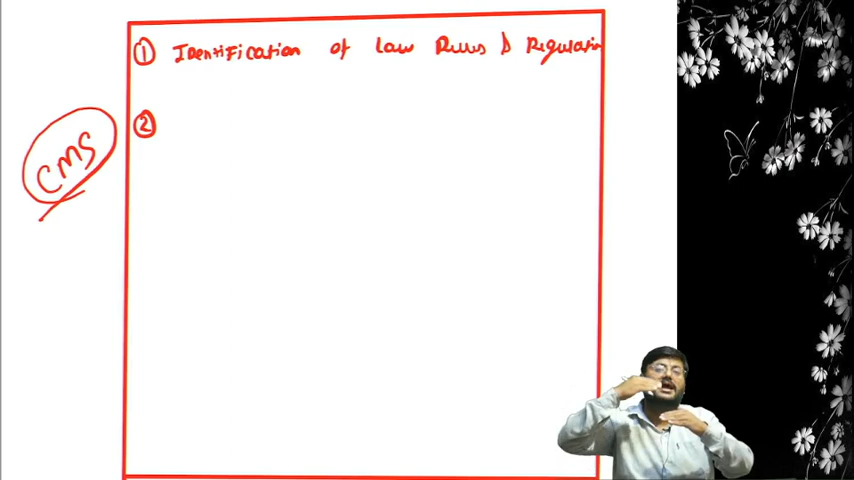 ① Identification of Law Rules & Regulation
②
CMS